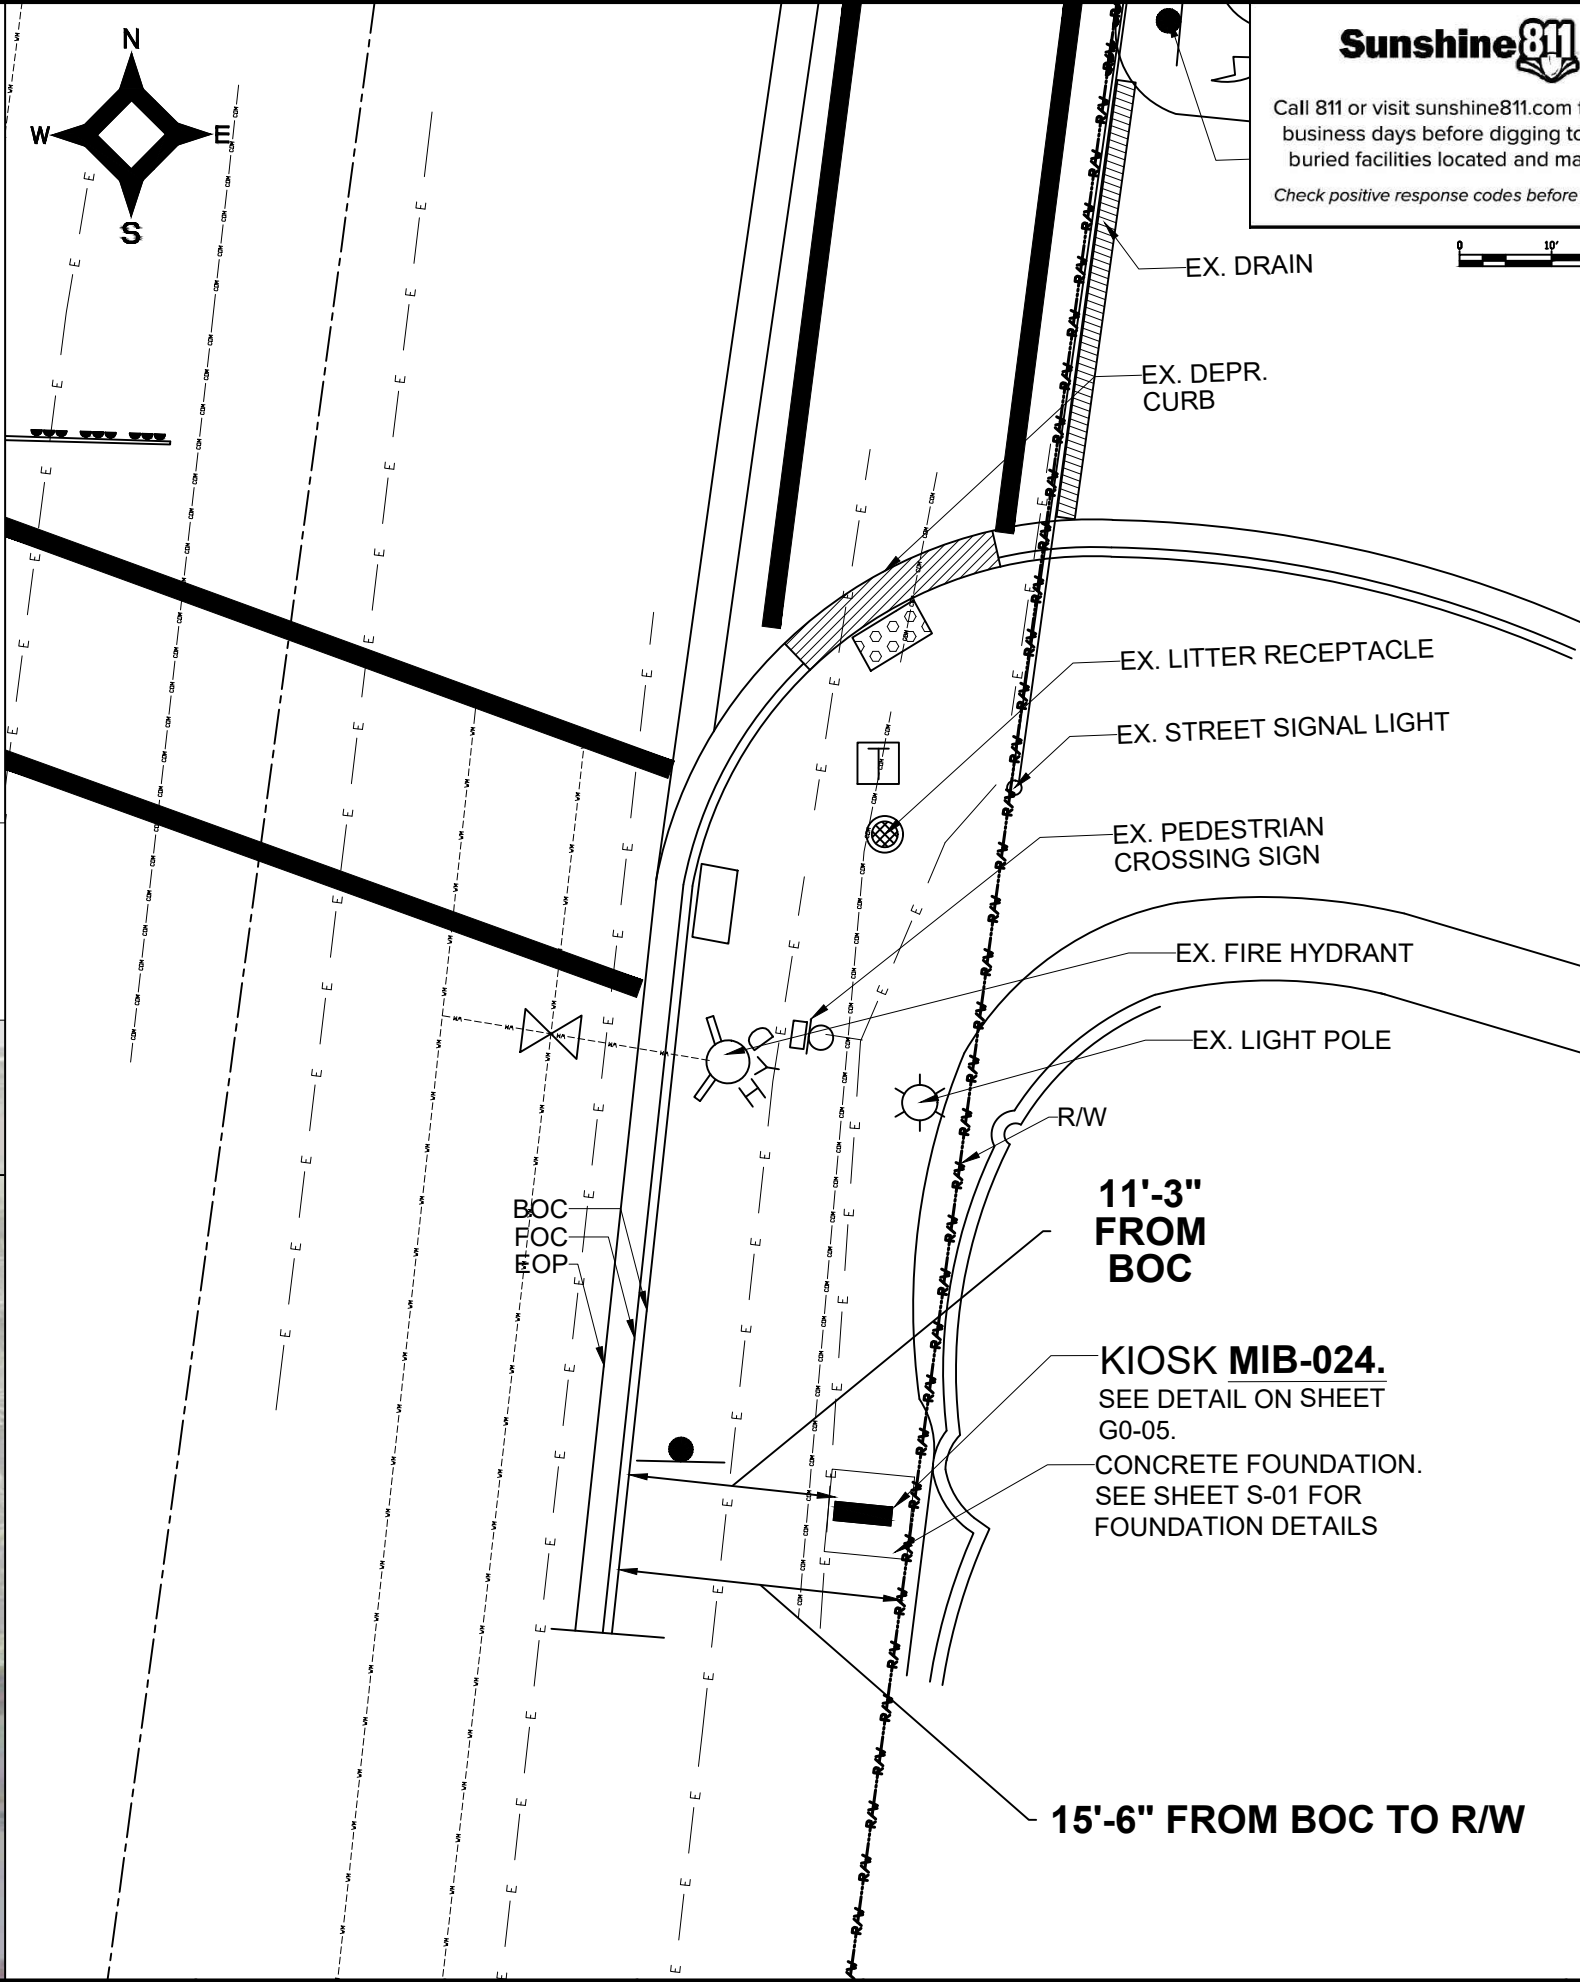 N
W
E
S
Sunshine811
Call 811 or visit sunshine811.com
business days before digging to
buried facilities located and
Check positive response codes before
0 10'
EX. DRAIN
EX. DEPR.
CURB
EX. LITTER RECEPTACLE
EX. STREET SIGNAL LIGHT
EX. PEDESTRIAN
CROSSING SIGN
EX. FIRE HYDRANT
EX. LIGHT POLE
R/W
HYD
BOC
FOC
EOP
11'-3"
FROM
BOC
KIOSK MIB-024.
SEE DETAIL ON SHEET
G0-05.
CONCRETE FOUNDATION.
SEE SHEET S-01 FOR
FOUNDATION DETAILS
15'-6" FROM BOC TO R/W